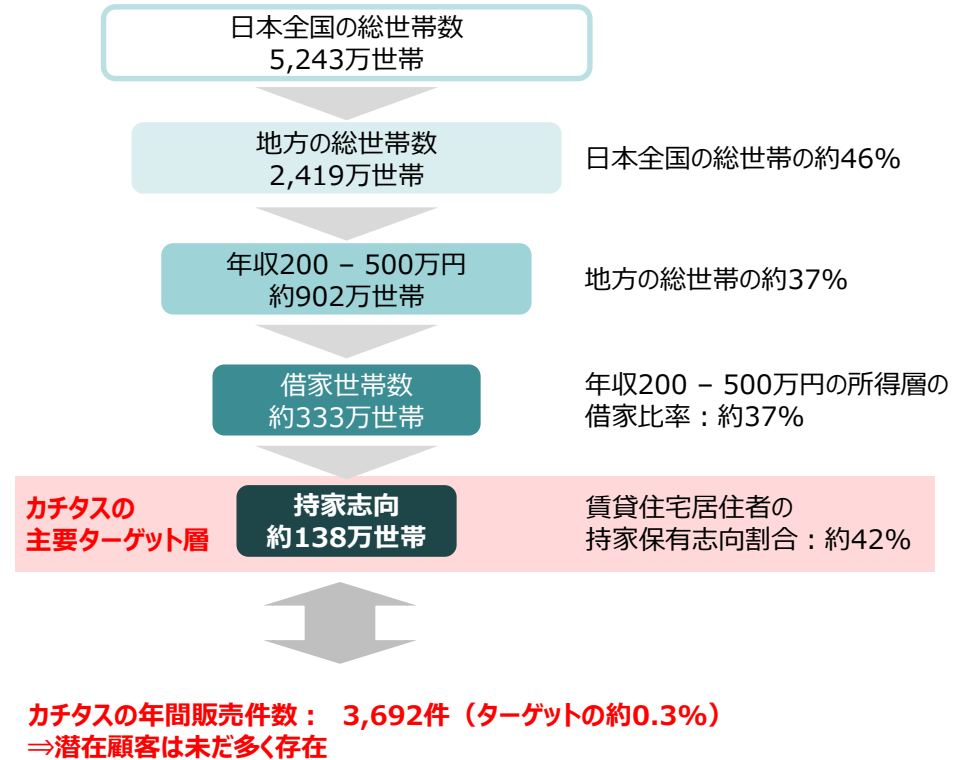 日本全国の総世帯数
5,243万世帯
地方の総世帯数
2,419万世帯
日本全国の総世帯の約46%
年収200 – 500万円
約902万世帯
地方の総世帯の約37%
借家世帯数
約333万世帯
年収200 – 500万円の所得層の
借家比率：約37%
カチタスの
主要ターゲット層
持家志向
約138万世帯
賃貸住宅居住者の
持家保有志向割合：約42%
カチタスの年間販売件数： 3,692件（ターゲットの約0.3%）
⇒潜在顧客は未だ多く存在